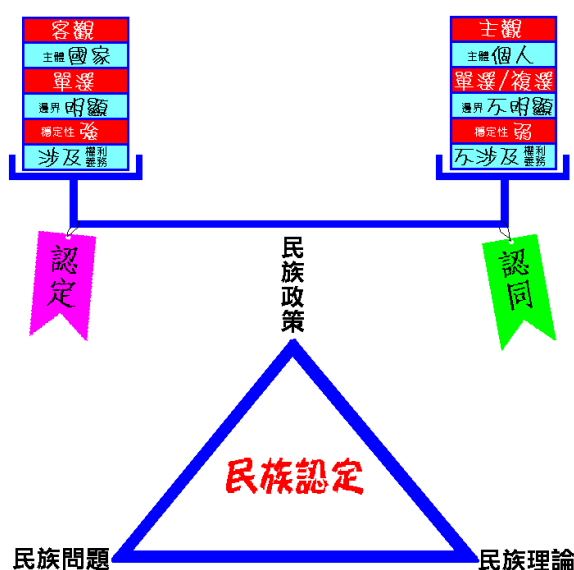 客觀
主體 國家
單選
邊界 明顯
穩定性 強
涉及 權利義務
主觀
主體 個人
單選/複選
邊界 不明顯
穩定性 弱
不涉及 權利義務
認定
認同
民族政策
民族認定
民族問題
民族理論